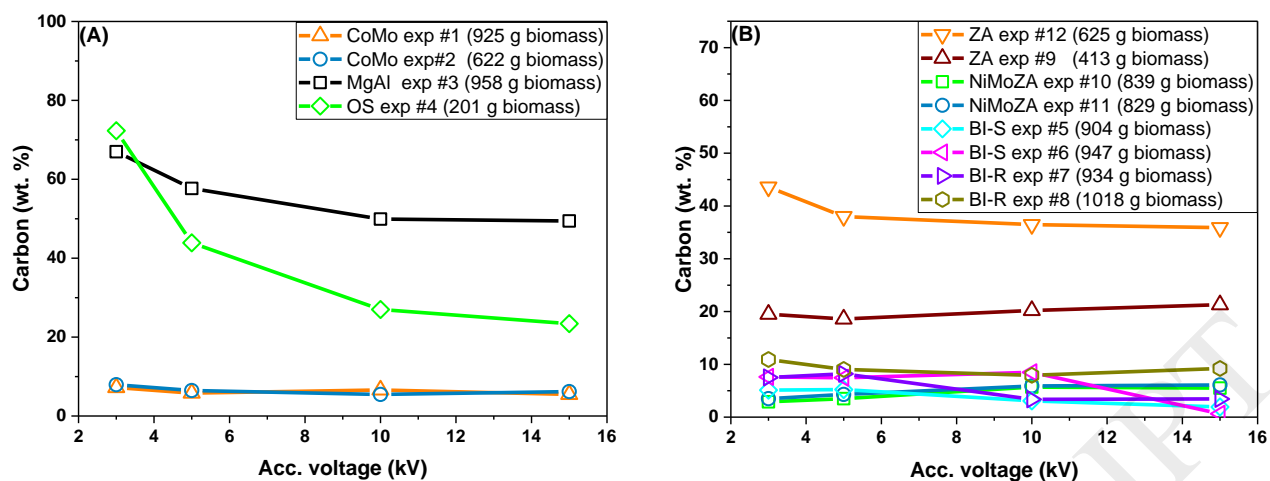 (A)
CoMo exp #1 (925 g biomass)
CoMo exp#2 (622 g biomass)
MgAl exp #3 (958 g biomass)
OS exp #4 (201 g biomass)
100
80
60
40
20
0
Carbon (wt. %)
2 4 6 8 10 12 14 16
Acc. voltage (kV)
(B)
ZA exp #12 (625 g biomass)
ZA exp #9 (413 g biomass)
NiMoZA exp #10 (839 g biomass)
NiMoZA exp #11 (829 g biomass)
BI-S exp #5 (904 g biomass)
BI-S exp #6 (947 g biomass)
BI-R exp #7 (934 g biomass)
BI-R exp #8 (1018 g biomass)
70
60
50
40
30
20
10
0
Carbon (wt. %)
2 4 6 8 10 12 14 16
Acc. voltage (kV)